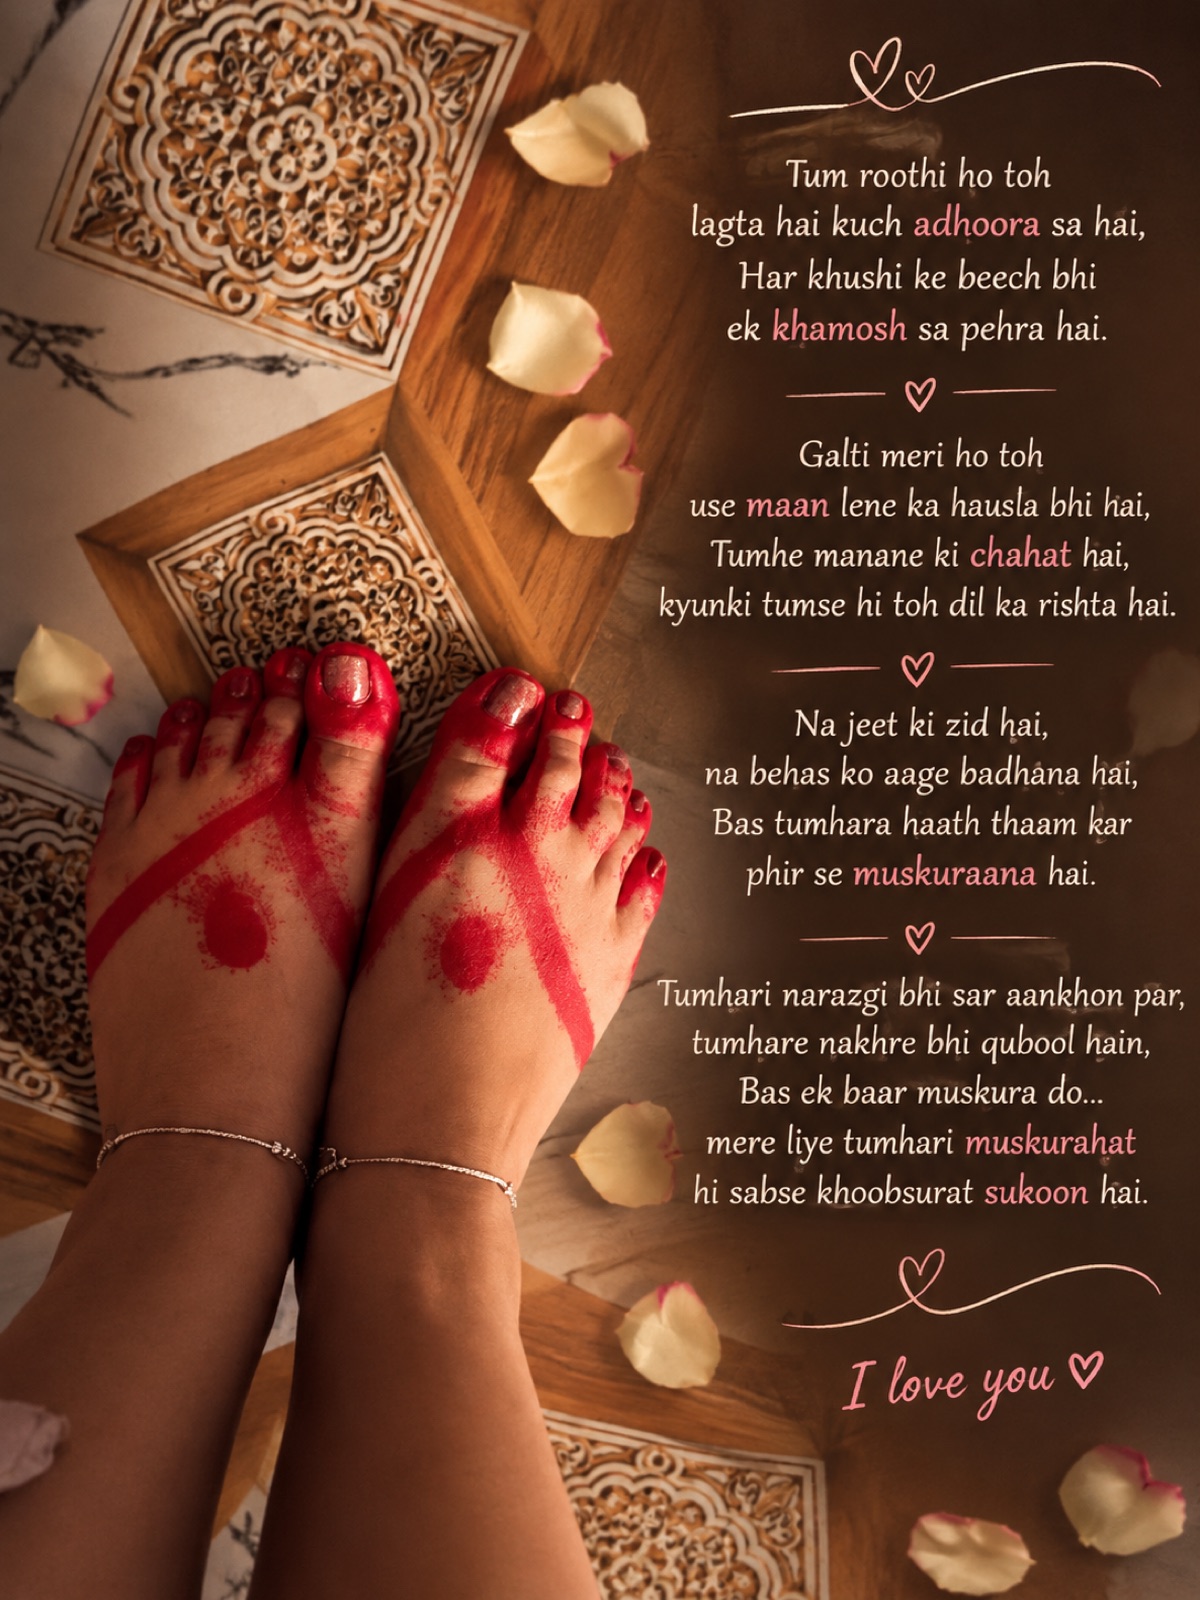 Tum roothi ho toh
lagta hai kuch adhoora sa hai,
Har khushi ke beech bhi
ek khamosh sa pehra hai.
Galti meri ho toh
use maan lene ka hausla bhi hai,
Tumhe manane ki chahat hai,
kyunki tumse hi toh dil ka rishta hai.
Na jeet ki zid hai,
na behas ko aage badhana hai,
Bas tumhara haath thaam kar
phir se muskuraana hai.
Tumhari narazgi bhi sar aankhon par,
tumhare nakhre bhi qubool hain,
Bas ek baar muskura do...
mere liye tumhari muskurahat
hi sabse khoobsurat sukoon hai.
I love you